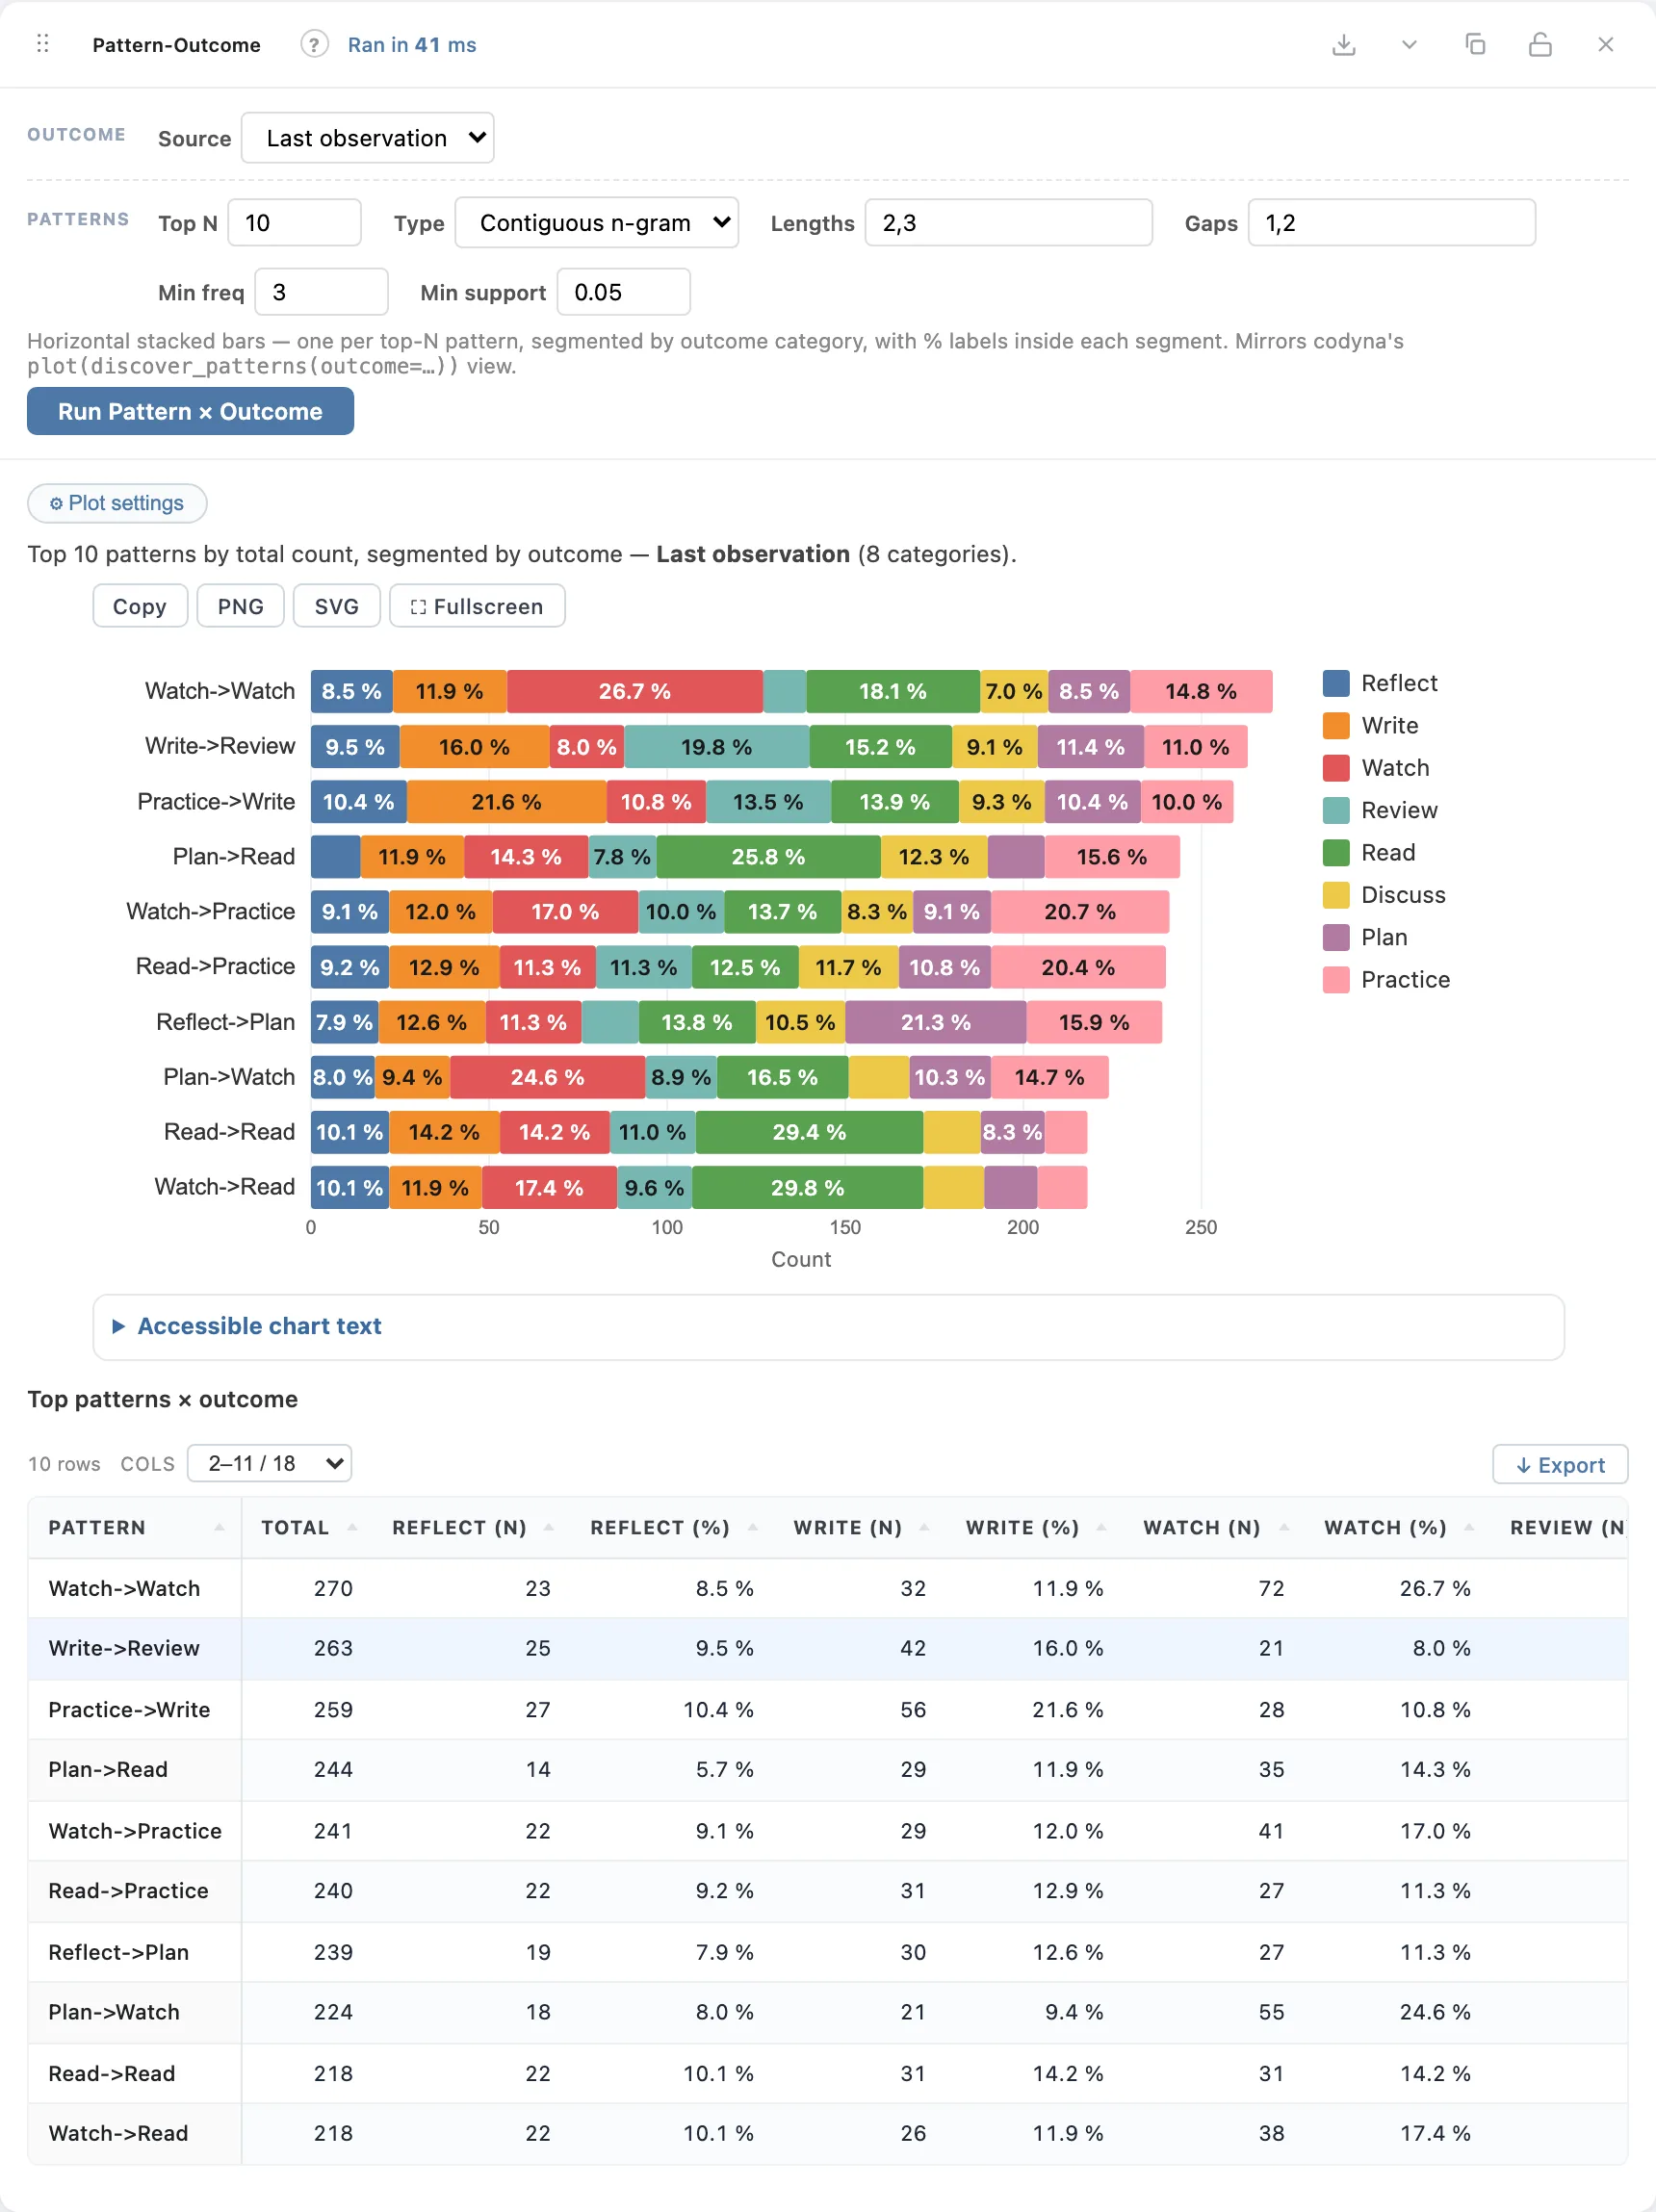 Pattern-Outcome ? Ran in 41 ms
OUTCOME Source Last observation
PATTERNS Top N 10 Type Contiguous n-gram Lengths 2,3 Gaps 1,2
Min freq 3 Min support 0.05
Horizontal stacked bars — one per top-N pattern, segmented by outcome category, with % labels inside each segment. Mirrors codyna's
plot(discover_patterns(outcome=…)) view.
Run Pattern × Outcome
⚙ Plot settings
Top 10 patterns by total count, segmented by outcome — Last observation (8 categories).
Copy PNG SVG ⛶ Fullscreen
Watch->Watch 8.5 % 11.9 % 26.7 % 18.1 % 7.0 % 8.5 % 14.8 %
Write->Review 9.5 % 16.0 % 8.0 % 19.8 % 15.2 % 9.1 % 11.4 % 11.0 %
Practice->Write 10.4 % 21.6 % 10.8 % 13.5 % 13.9 % 9.3 % 10.4 % 10.0 %
Plan->Read 11.9 % 14.3 % 7.8 % 25.8 % 12.3 % 15.6 %
Watch->Practice 9.1 % 12.0 % 17.0 % 10.0 % 13.7 % 8.3 % 9.1 % 20.7 %
Read->Practice 9.2 % 12.9 % 11.3 % 11.3 % 12.5 % 11.7 % 10.8 % 20.4 %
Reflect->Plan 7.9 % 12.6 % 11.3 % 13.8 % 10.5 % 21.3 % 15.9 %
Plan->Watch 8.0 % 9.4 % 24.6 % 8.9 % 16.5 % 10.3 % 14.7 %
Read->Read 10.1 % 14.2 % 14.2 % 11.0 % 29.4 % 8.3 %
Watch->Read 10.1 % 11.9 % 17.4 % 9.6 % 29.8 %
0 50 100 150 200 250
Count
Reflect
Write
Watch
Review
Read
Discuss
Plan
Practice
▶ Accessible chart text
Top patterns × outcome
10 rows COLS 2–11 / 18 ↓ Export
PATTERN TOTAL REFLECT (N) REFLECT (%) WRITE (N) WRITE (%) WATCH (N) WATCH (%) REVIEW (N
Watch->Watch 270 23 8.5 % 32 11.9 % 72 26.7 %
Write->Review 263 25 9.5 % 42 16.0 % 21 8.0 %
Practice->Write 259 27 10.4 % 56 21.6 % 28 10.8 %
Plan->Read 244 14 5.7 % 29 11.9 % 35 14.3 %
Watch->Practice 241 22 9.1 % 29 12.0 % 41 17.0 %
Read->Practice 240 22 9.2 % 31 12.9 % 27 11.3 %
Reflect->Plan 239 19 7.9 % 30 12.6 % 27 11.3 %
Plan->Watch 224 18 8.0 % 21 9.4 % 55 24.6 %
Read->Read 218 22 10.1 % 31 14.2 % 31 14.2 %
Watch->Read 218 22 10.1 % 26 11.9 % 38 17.4 %